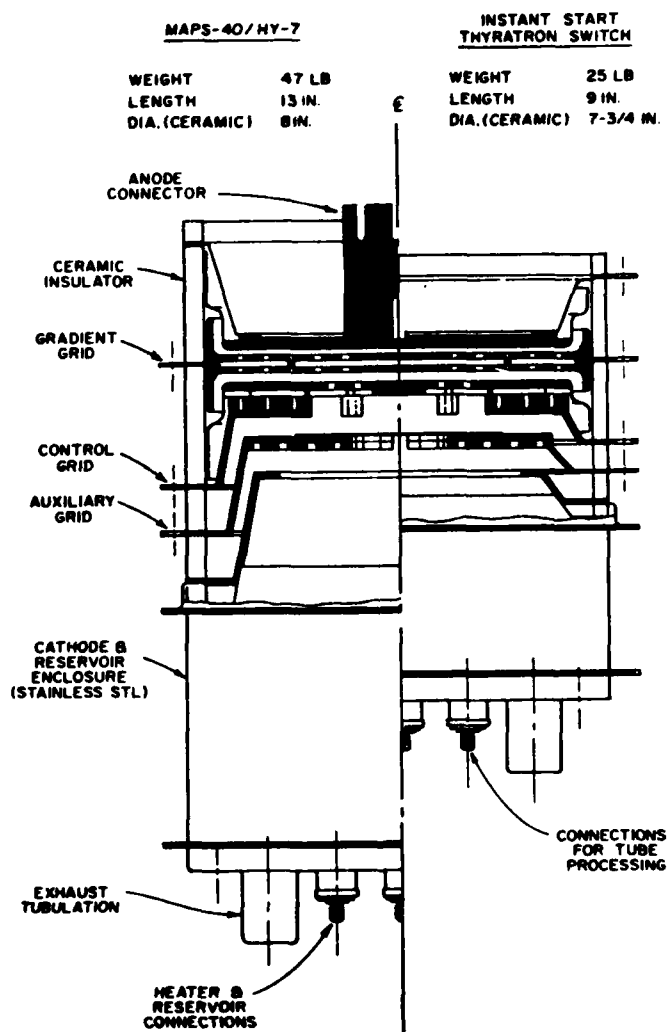 MAPS-40/HY-7
WEIGHT 47 LB
LENGTH 13 IN.
DIA.(CERAMIC) 8 IN.
INSTANT START
THYRATRON SWITCH
WEIGHT 25 LB
LENGTH 9 IN.
DIA.(CERAMIC) 7-3/4 IN.
℄
ANODE
CONNECTOR
CERAMIC
INSULATOR
GRADIENT
GRID
CONTROL
GRID
AUXILIARY
GRID
CATHODE &
RESERVOIR
ENCLOSURE
(STAINLESS STL)
EXHAUST
TUBULATION
HEATER &
RESERVOIR
CONNECTIONS
CONNECTIONS
FOR TUBE
PROCESSING